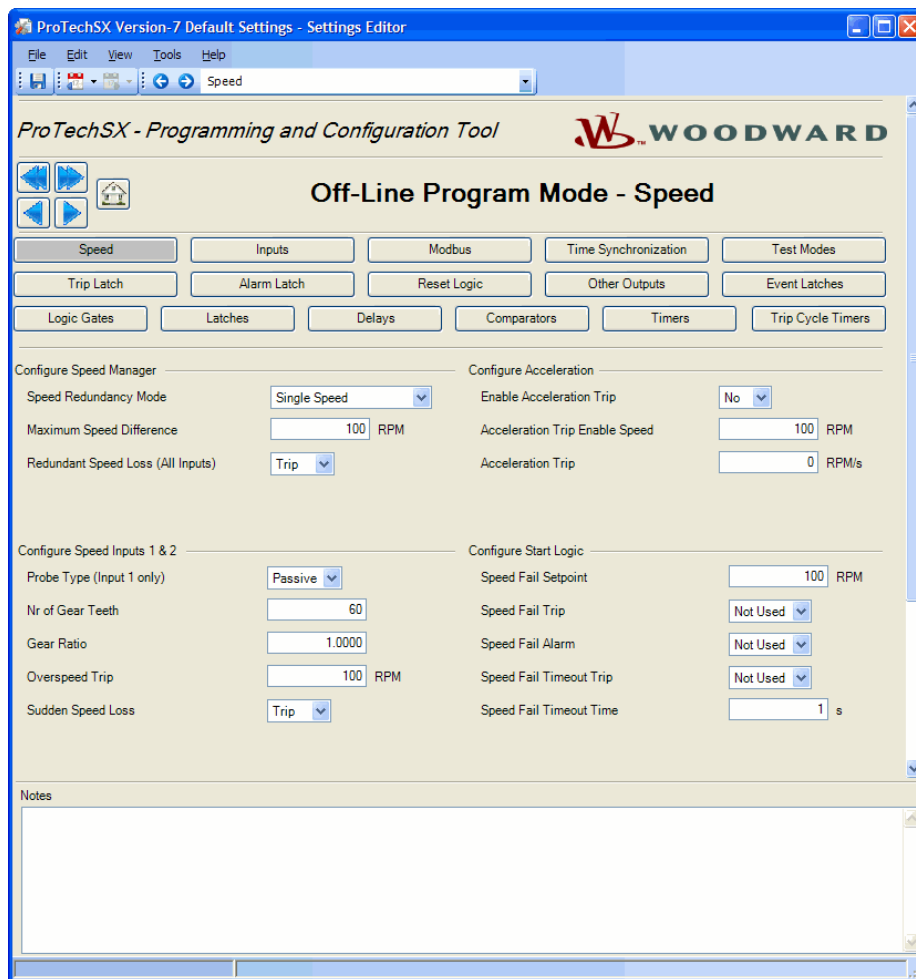 ProTechSX Version-7 Default Settings - Settings Editor
File Edit View Tools Help
Speed
ProTechSX - Programming and Configuration Tool
WOODWARD
Off-Line Program Mode - Speed
Speed Inputs Modbus Time Synchronization Test Modes
Trip Latch Alarm Latch Reset Logic Other Outputs Event Latches
Logic Gates Latches Delays Comparators Timers Trip Cycle Timers
Configure Speed Manager
Speed Redundancy Mode Single Speed
Maximum Speed Difference 100 RPM
Redundant Speed Loss (All Inputs) Trip
Configure Acceleration
Enable Acceleration Trip No
Acceleration Trip Enable Speed 100 RPM
Acceleration Trip 0 RPM/s
Configure Speed Inputs 1 & 2
Probe Type (Input 1 only) Passive
Nr of Gear Teeth 60
Gear Ratio 1.0000
Overspeed Trip 100 RPM
Sudden Speed Loss Trip
Configure Start Logic
Speed Fail Setpoint 100 RPM
Speed Fail Trip Not Used
Speed Fail Alarm Not Used
Speed Fail Timeout Trip Not Used
Speed Fail Timeout Time 1 s
Notes